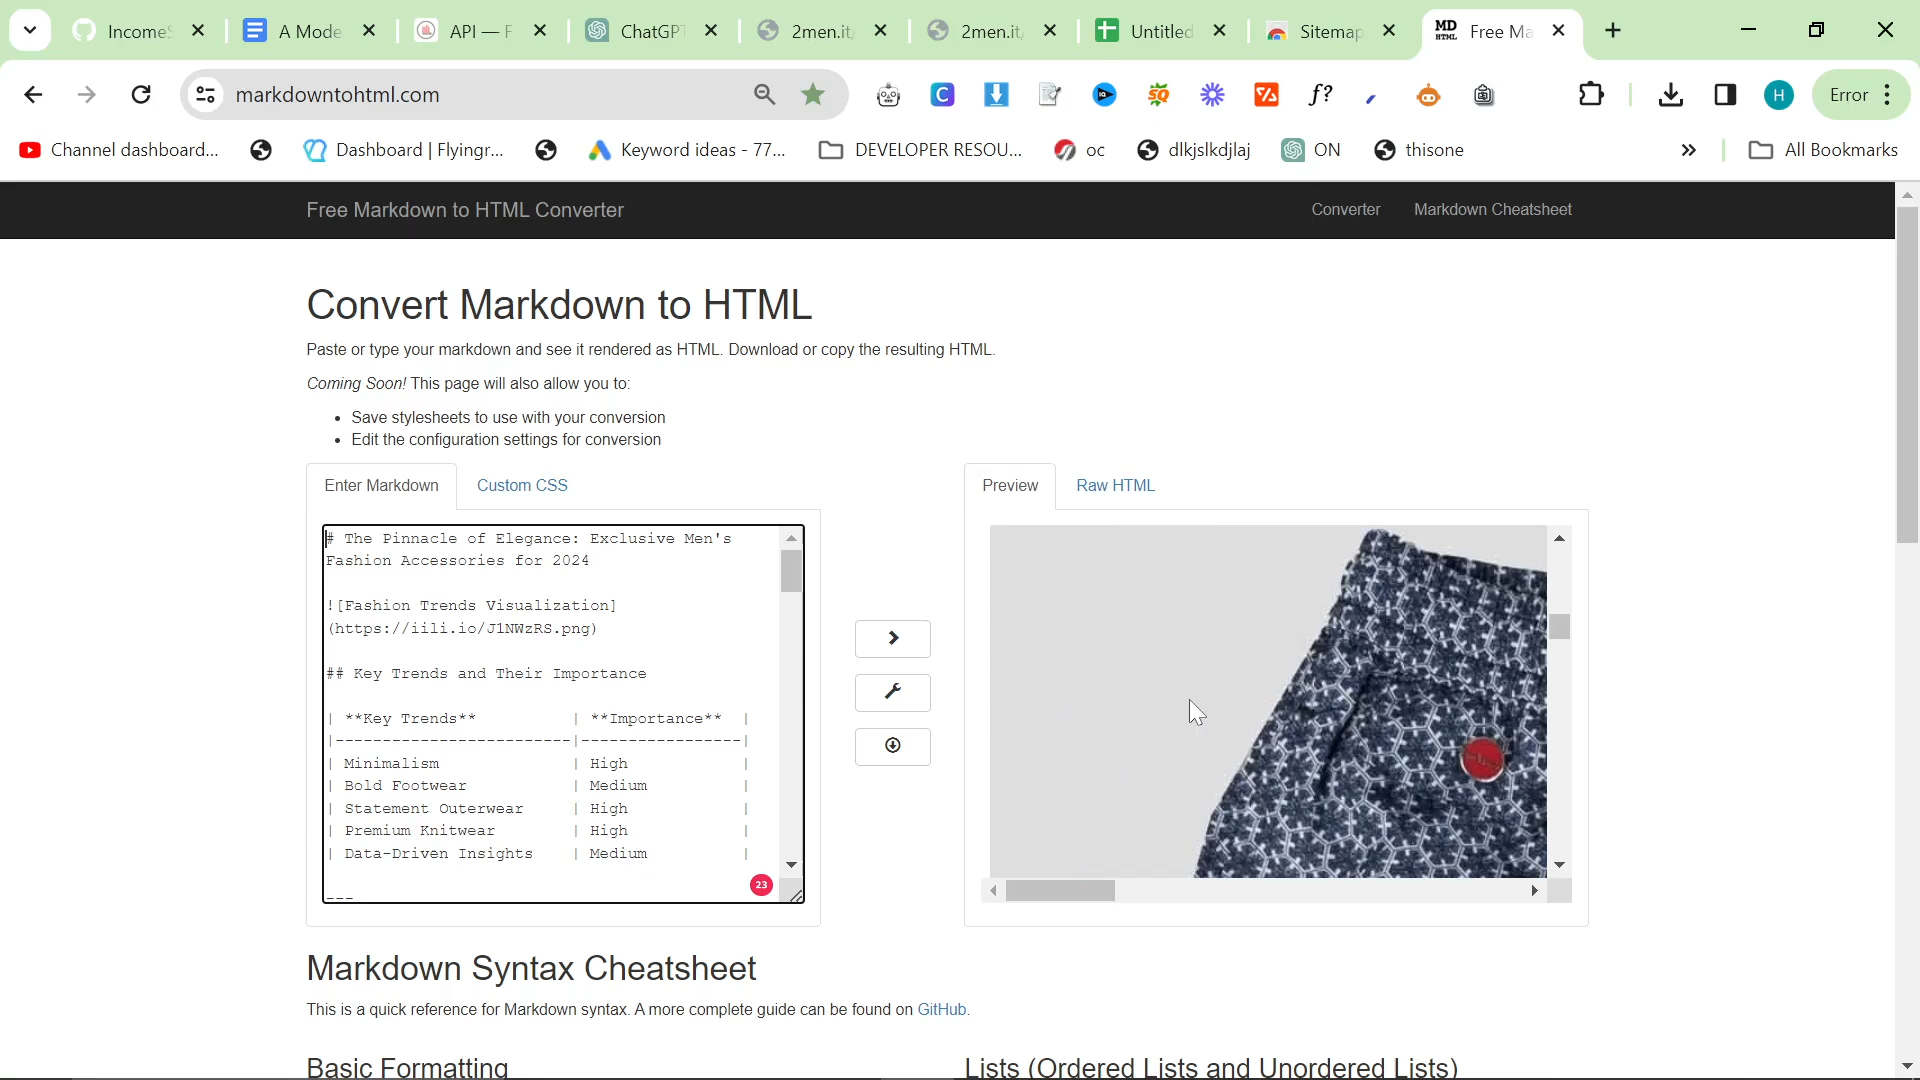 IncomeS
A Mode
API — F
ChatGPT
2men.it/
2men.it/
Untitled
Sitemap
MD
HTML
Free Ma
markdowntohtml.com
H
Error
Channel dashboard...
Dashboard | Flyingr...
Keyword ideas - 77...
DEVELOPER RESOU...
oc
dlkjslkdjlaj
ON
thisone
All Bookmarks
Free Markdown to HTML Converter
Converter
Markdown Cheatsheet
Convert Markdown to HTML
Paste or type your markdown and see it rendered as HTML. Download or copy the resulting HTML.
Coming Soon! This page will also allow you to:
• Save stylesheets to use with your conversion
• Edit the configuration settings for conversion
Enter Markdown
Custom CSS
Preview
Raw HTML
# The Pinnacle of Elegance: Exclusive Men's
Fashion Accessories for 2024
![Fashion Trends Visualization]
(https://iili.io/J1NWzRS.png)
## Key Trends and Their Importance
| **Key Trends** | **Importance** |
|-------------------------|-----------------|
| Minimalism | High |
| Bold Footwear | Medium |
| Statement Outerwear | High |
| Premium Knitwear | High |
| Data-Driven Insights | Medium |
---
23
Markdown Syntax Cheatsheet
This is a quick reference for Markdown syntax. A more complete guide can be found on GitHub.
Basic Formatting
Lists (Ordered Lists and Unordered Lists)